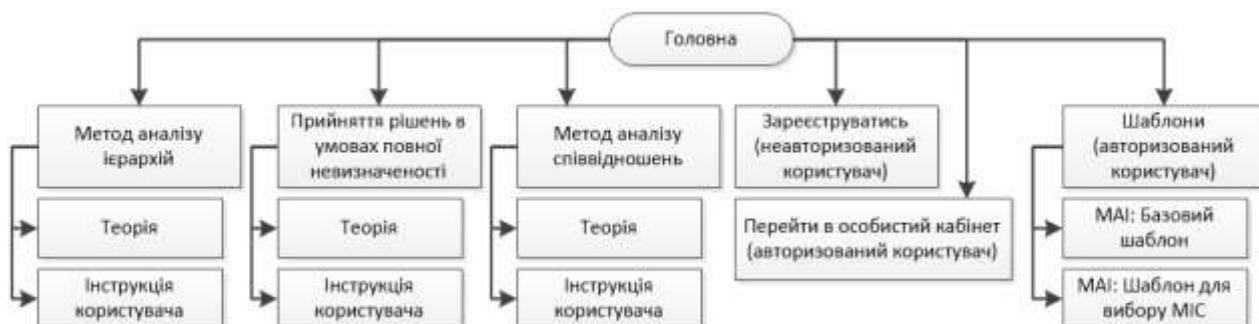 Головна
Метод аналізу
ієрархій
Прийняття рішень в
умовах повної
невизначеності
Метод аналізу
співвідношень
Зареєструватись
(неавторизований
користувач)
Шаблони
(авторизований
користувач)
Теорія
Теорія
Теорія
Перейти в особистий кабінет
(авторизований користувач)
МАІ: Базовий
шаблон
Інструкція
користувача
Інструкція
користувача
Інструкція
користувача
МАІ: Шаблон для
вибору МІС